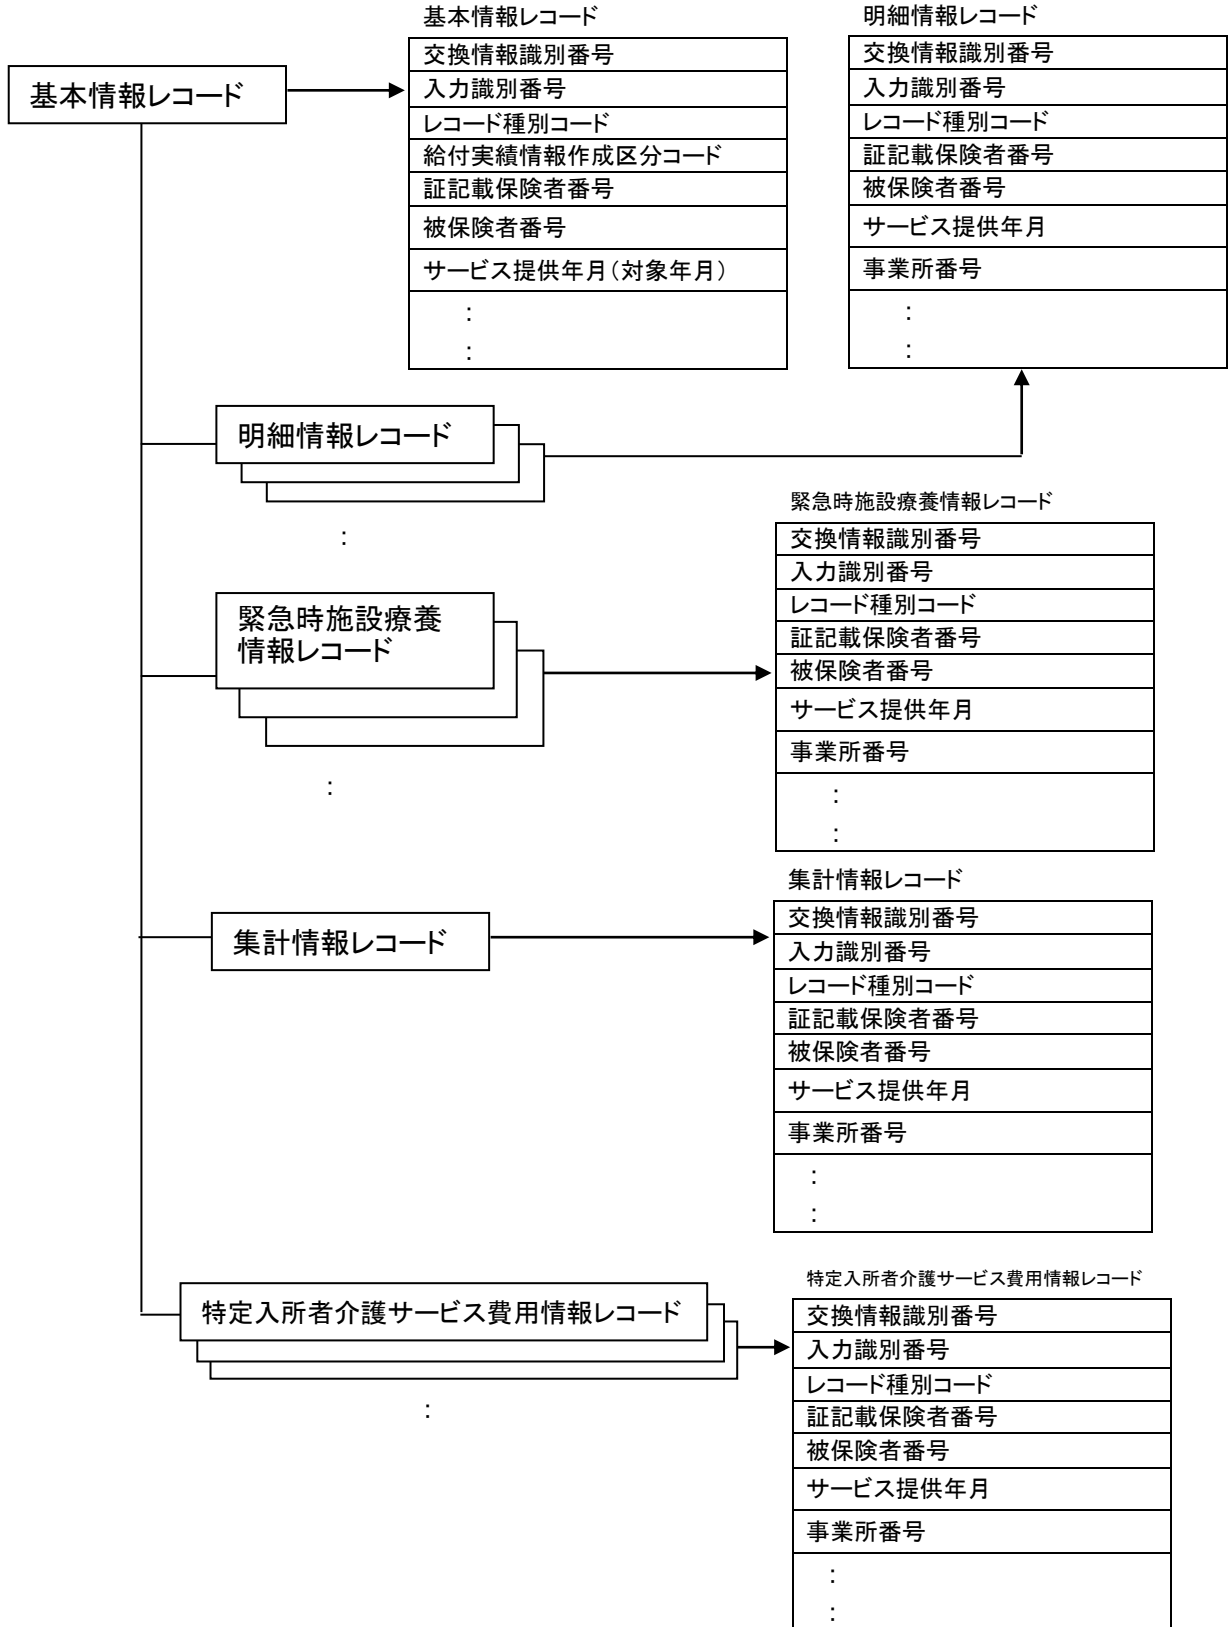 基本情報レコード
基本情報レコード
交換情報識別番号
入力識別番号
レコード種別コード
給付実績情報作成区分コード
証記載保険者番号
被保険者番号
サービス提供年月(対象年月)
:
:
明細情報レコード
交換情報識別番号
入力識別番号
レコード種別コード
証記載保険者番号
被保険者番号
サービス提供年月
事業所番号
:
:
明細情報レコード
:
緊急時施設療養情報レコード
交換情報識別番号
入力識別番号
レコード種別コード
証記載保険者番号
被保険者番号
サービス提供年月
事業所番号
:
:
緊急時施設療養
情報レコード
:
集計情報レコード
集計情報レコード
交換情報識別番号
入力識別番号
レコード種別コード
証記載保険者番号
被保険者番号
サービス提供年月
事業所番号
:
:
特定入所者介護サービス費用情報レコード
:
特定入所者介護サービス費用情報レコード
交換情報識別番号
入力識別番号
レコード種別コード
証記載保険者番号
被保険者番号
サービス提供年月
事業所番号
:
: